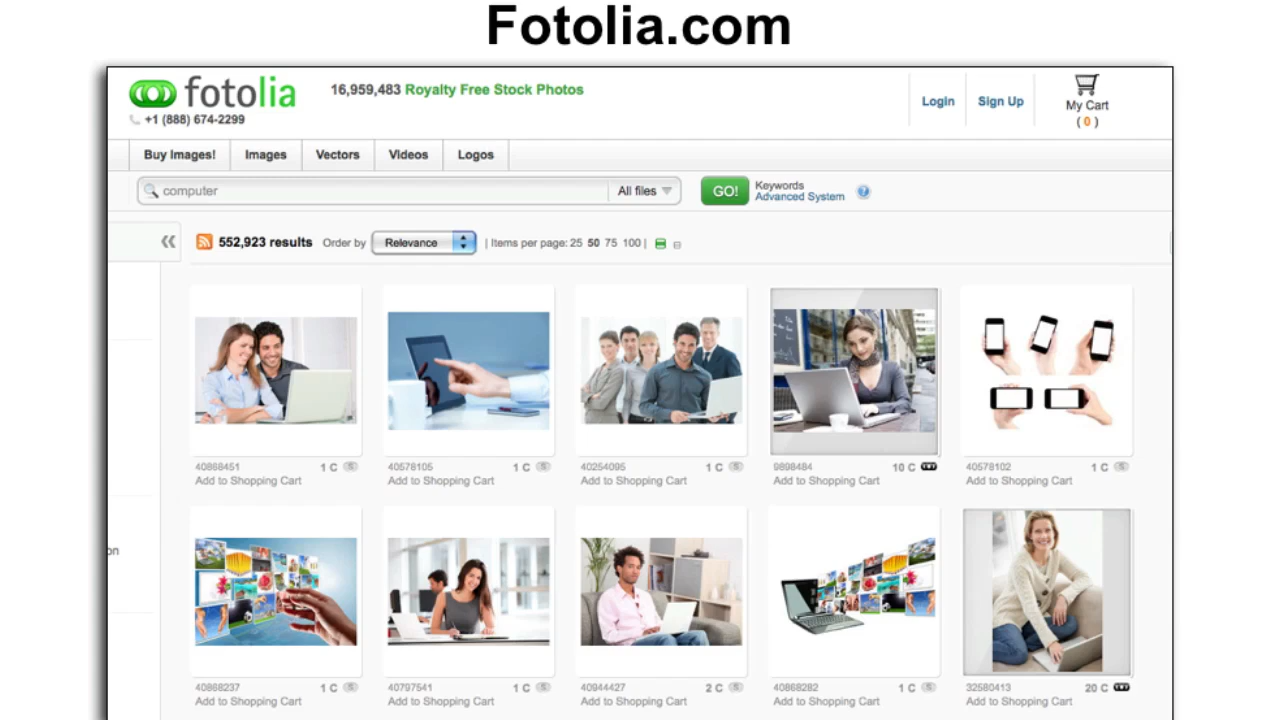 Fotolia.com
fotolia
16,959,483 Royalty Free Stock Photos
Login
Sign Up
My Cart
( 0 )
+1 (888) 674-2299
Buy Images!
Images
Vectors
Videos
Logos
computer
All files
GO!
Keywords
Advanced System
?
552,923 results
Order by
Relevance
| Items per page: 25 50 75 100 |
40868451 1 C S
Add to Shopping Cart
40578105 1 C S
Add to Shopping Cart
40254095 1 C S
Add to Shopping Cart
9898484 10 C
Add to Shopping Cart
40578102 1 C S
Add to Shopping Cart
on
40868237 1 C S
Add to Shopping Cart
40797541 1 C S
Add to Shopping Cart
40944427 2 C S
Add to Shopping Cart
40868282 1 C S
Add to Shopping Cart
32580413 20 C
Add to Shopping Cart